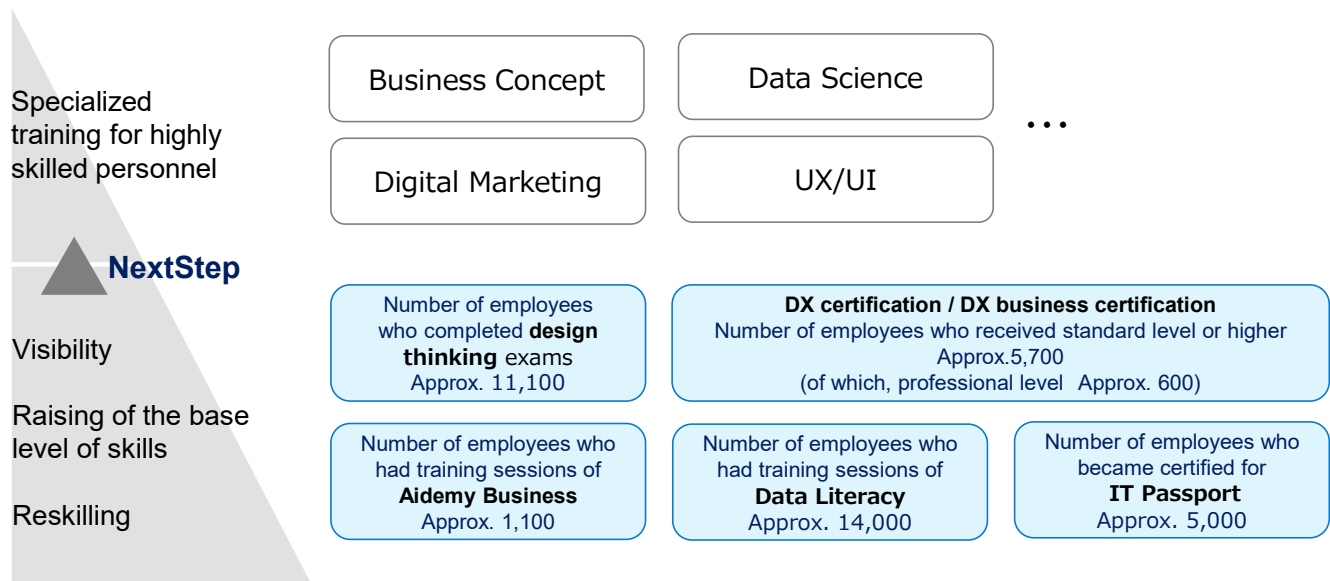 Specialized
training for highly
skilled personnel
Business Concept
Data Science
Digital Marketing
UX/UI
...
NextStep
Visibility
Raising of the base
level of skills
Reskilling
Number of employees
who completed design
thinking exams
Approx. 11,100
DX certification / DX business certification
Number of employees who received standard level or higher
Approx.5,700
(of which, professional level Approx. 600)
Number of employees who
had training sessions of
Aidemy Business
Approx. 1,100
Number of employees who
had training sessions of
Data Literacy
Approx. 14,000
Number of employees who
became certified for
IT Passport
Approx. 5,000